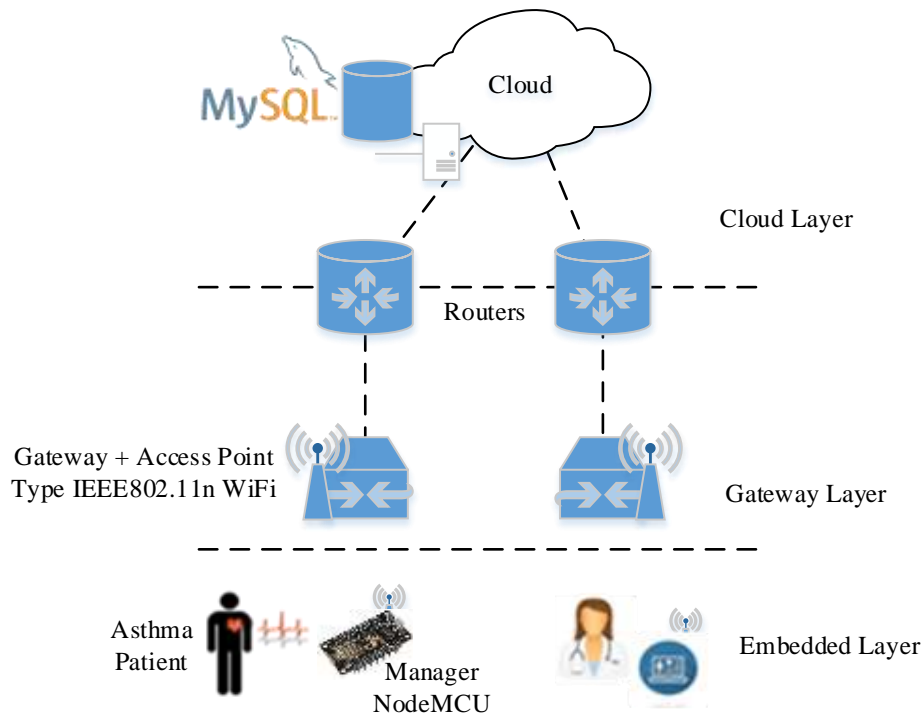 MySQL™
Cloud
Cloud Layer
Routers
Gateway + Access Point
Type IEEE802.11n WiFi
Gateway Layer
Asthma
Patient
Manager
NodeMCU
Embedded Layer